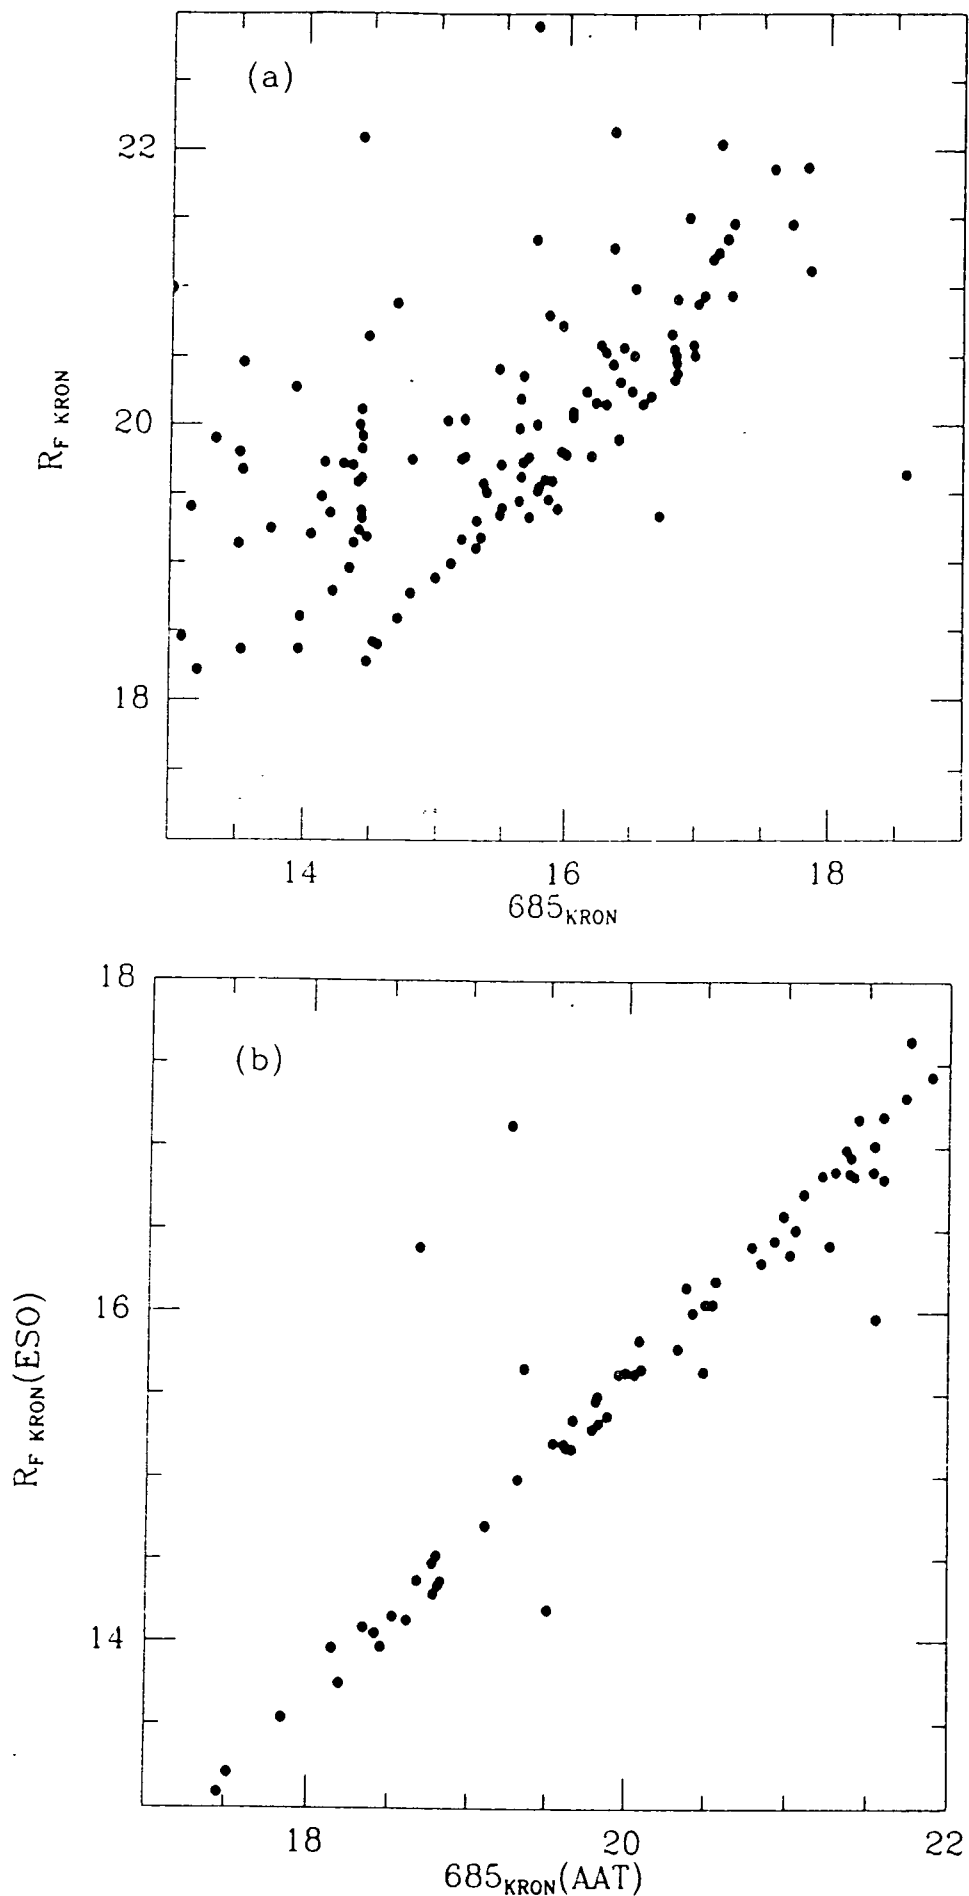 (a)
22
20
18
R_F KRON
14 16 18
685_KRON
18
(b)
16
14
R_F KRON(ESO)
18 20 22
685_KRON(AAT)